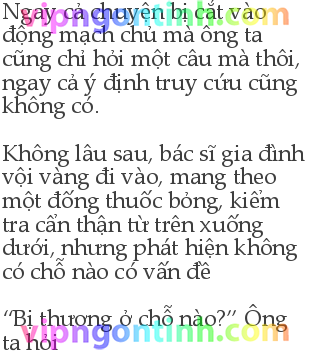 Ngay cả chuyện bị cắt vào
động mạch chủ mà ông ta
cũng chỉ hỏi một câu mà thôi,
ngay cả ý định truy cứu cũng
không có.
Không lâu sau, bác sĩ gia đình
vội vàng đi vào, mang theo
một đống thuốc bỏng, kiểm
tra cẩn thận từ trên xuống
dưới, nhưng phát hiện không
có chỗ nào có vấn đề
“Bị thương ở chỗ nào?” Ông
ta hỏi
vipngontinh.com
vipngontinh.com